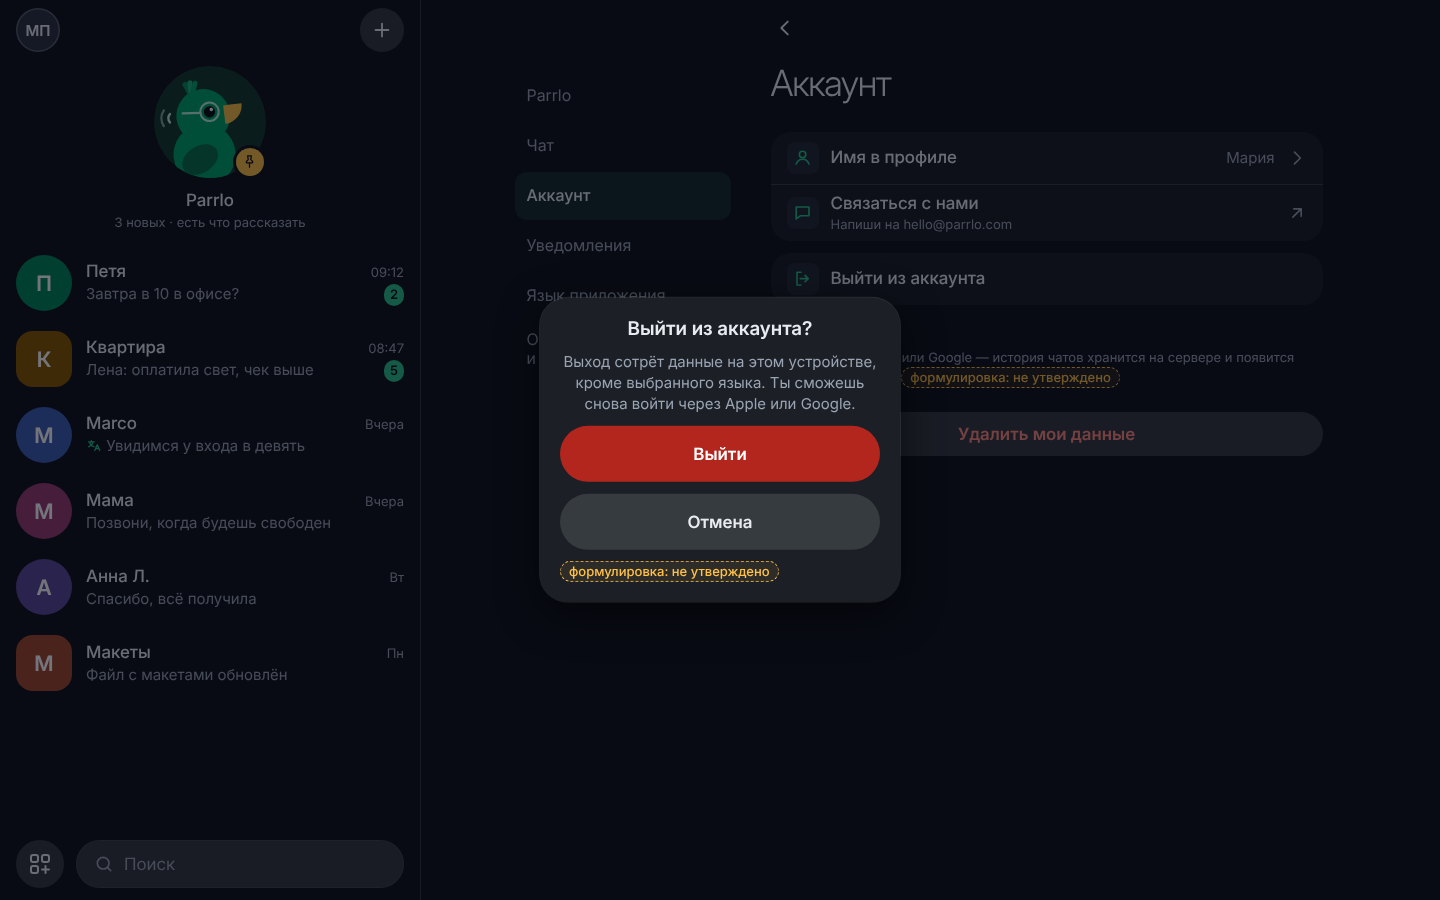 МП
Parrlo
3 новых · есть что рассказать
Петя
09:12
Завтра в 10 в офисе?
2
П
Квартира
08:47
Лена: оплатила свет, чек выше
5
К
Marco
Вчера
Увидимся у входа в девять
M
Мама
Вчера
Позвони, когда будешь свободен
М
Анна Л.
Вт
Спасибо, всё получила
А
Макеты
Пн
Файл с макетами обновлён
М
Поиск
Parrlo
Чат
Аккаунт
Уведомления
Язык приложения
О
и
Аккаунт
Имя в профиле
Мария
Связаться с нами
Напиши на hello@parrlo.com
Выйти из аккаунта
или Google — история чатов хранится на сервере и появится
формулировка: не утверждено
Удалить мои данные
Выйти из аккаунта?
Выход сотрёт данные на этом устройстве,
кроме выбранного языка. Ты сможешь
снова войти через Apple или Google.
Выйти
Отмена
формулировка: не утверждено